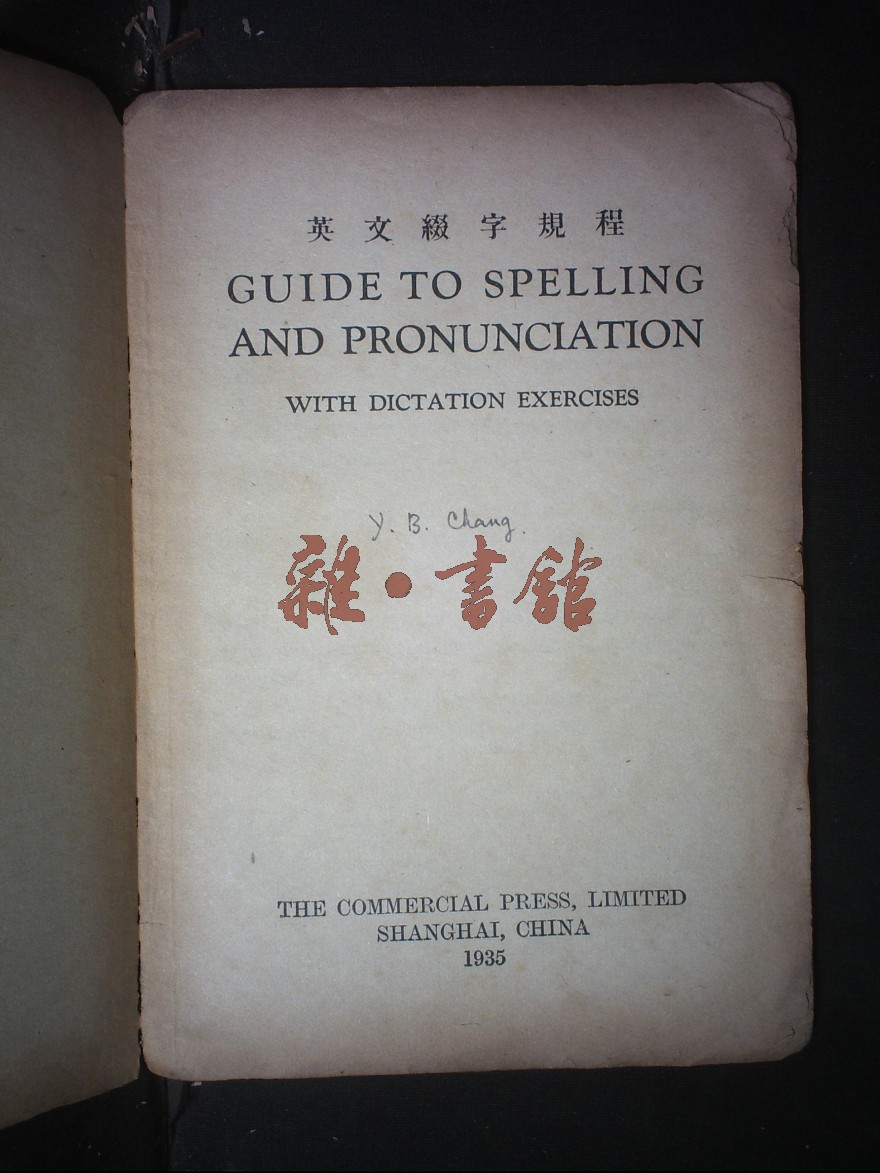 英文綴字規程
GUIDE TO SPELLING
AND PRONUNCIATION
WITH DICTATION EXERCISES
Y. B. Chang.
雜·書館
THE COMMERCIAL PRESS, LIMITED
SHANGHAI, CHINA
1935